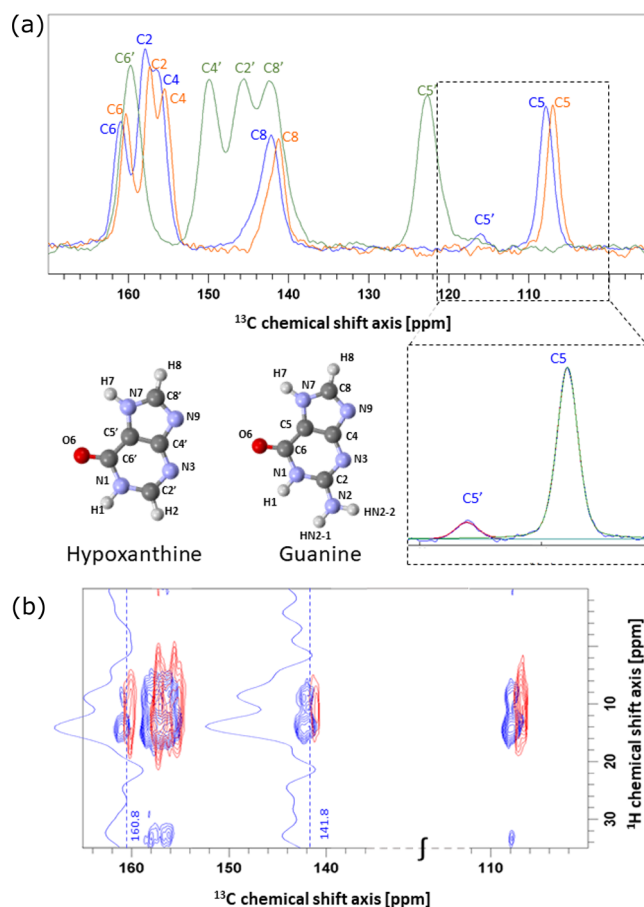 (a)
C6’ C2 C2 C4 C4 C6 C6 C4’ C2’ C8’ C8 C8 C5’ C5’ C5 C5
160 150 140 130 120 110
13C chemical shift axis [ppm]
H8
H7
N7
C8’
N9
C5’
C4’
O6
C6’
N3
N1
C2’
H1
H2
Hypoxanthine
H8
H7
N7
C8
N9
C5
C4
O6
C6
N3
N1
C2
H1
N2
HN2-2
HN2-1
Guanine
C5
C5’
(b)
160.8
141.8
10
20
30
1H chemical shift axis [ppm]
160 150 140 110
13C chemical shift axis [ppm]